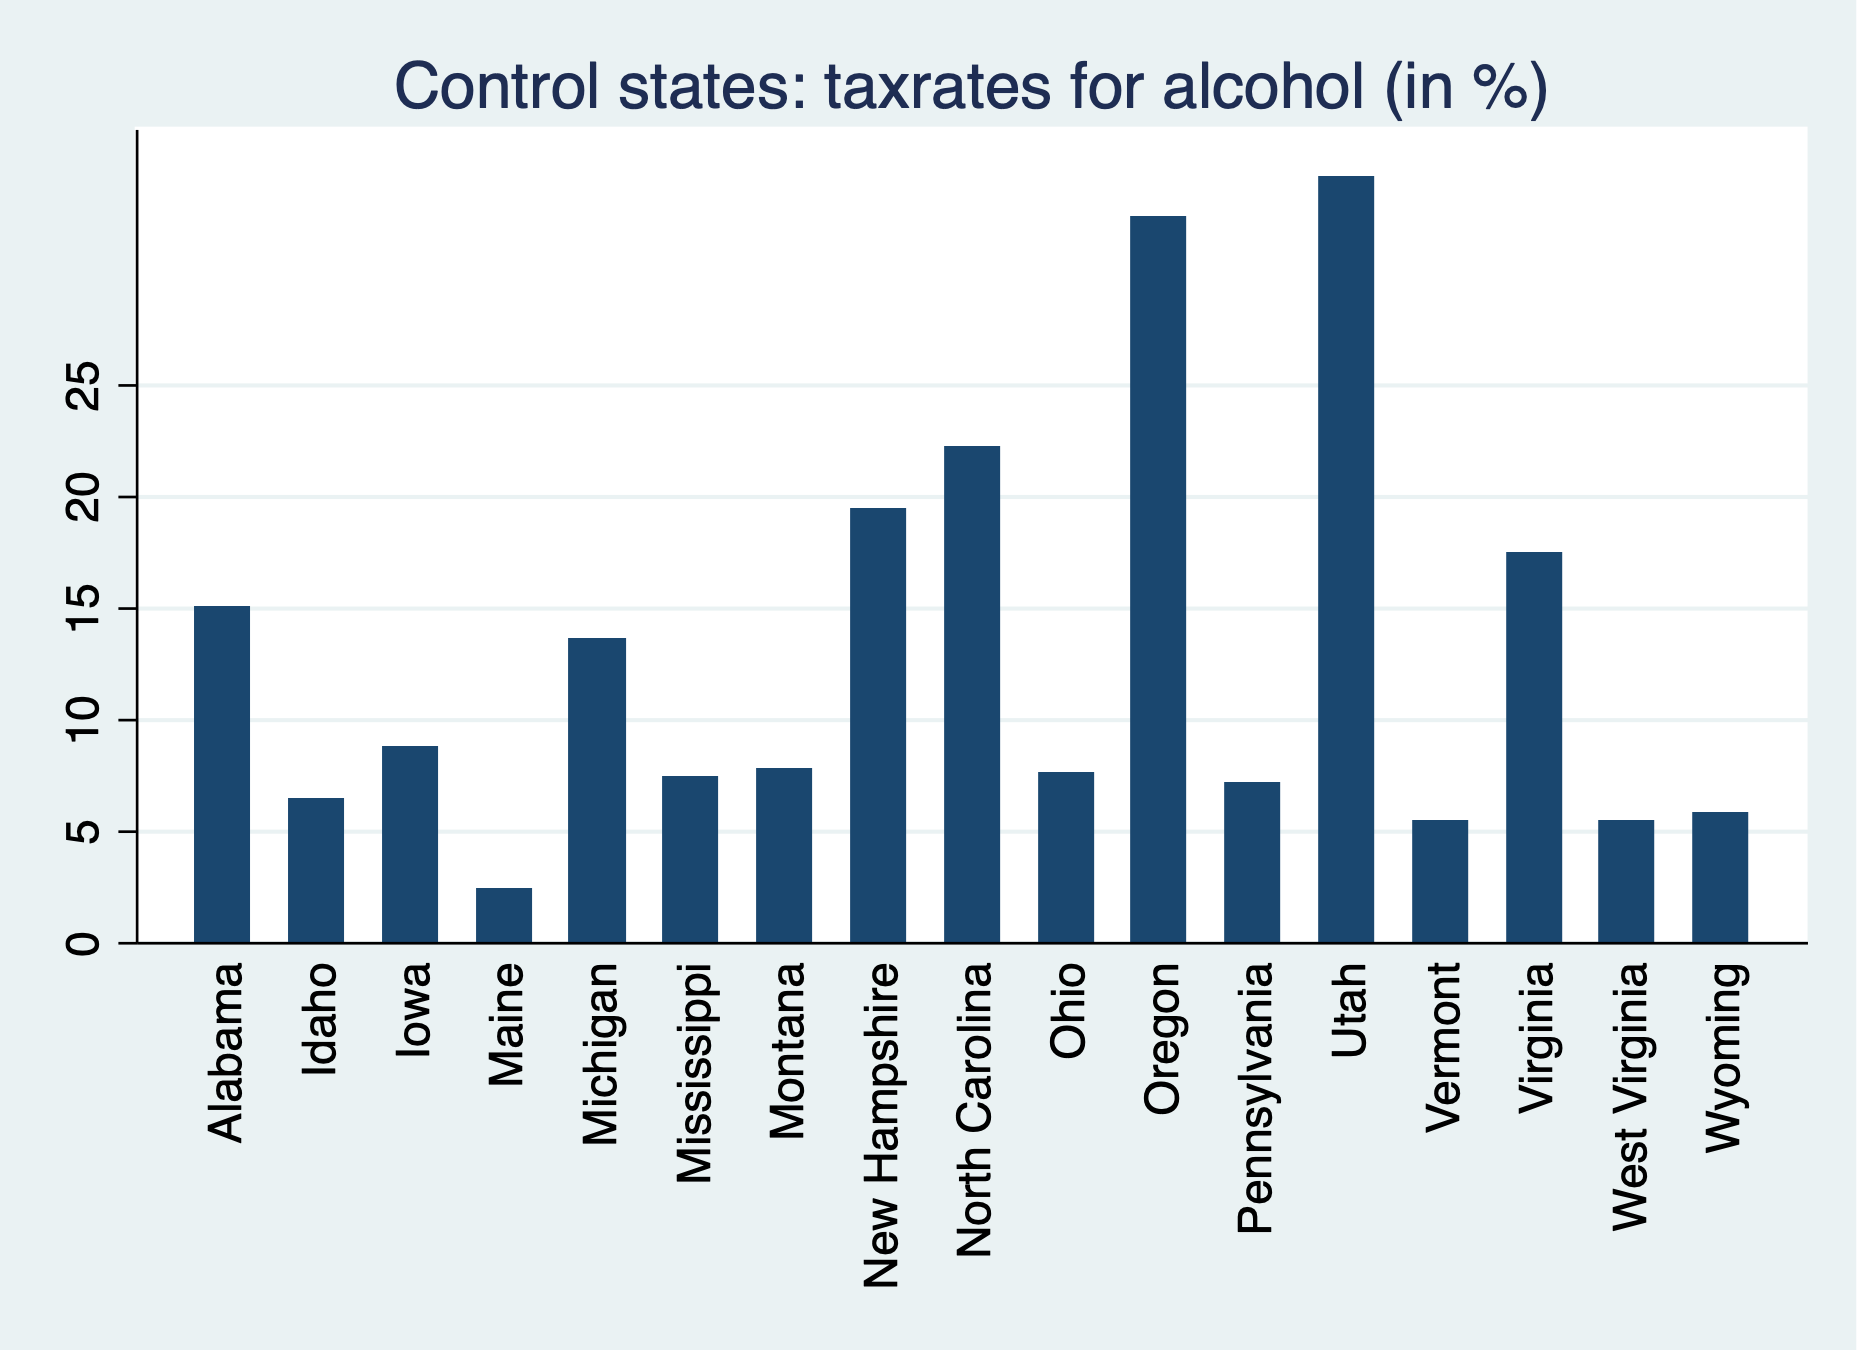 Control states: taxrates for alcohol (in %)
25
20
15
10
5
0
Alabama
Idaho
Iowa
Maine
Michigan
Mississippi
Montana
New Hampshire
North Carolina
Ohio
Oregon
Pennsylvania
Utah
Vermont
Virginia
West Virginia
Wyoming